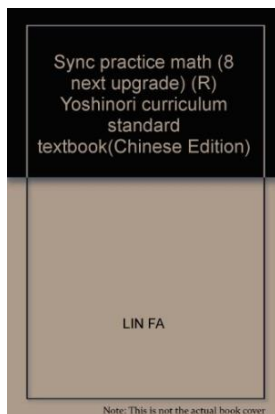 Sync practice math (8
next upgrade) (R)
Yoshinori curriculum
standard
textbook(Chinese Edition)
LIN FA
Note: This is not the actual book cover